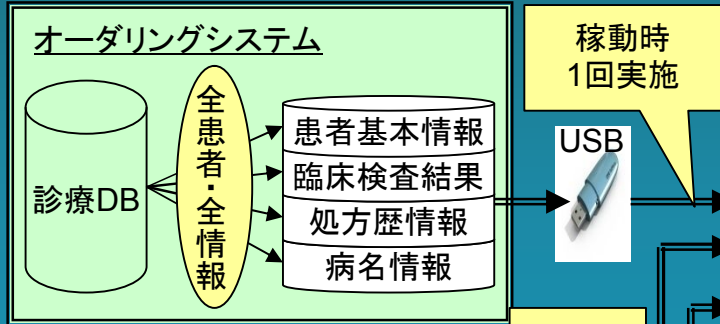 オーダリングシステム
診療DB
全患者・全情報
患者基本情報
臨床検査結果
処方歴情報
病名情報
USB
稼動時
1回実施